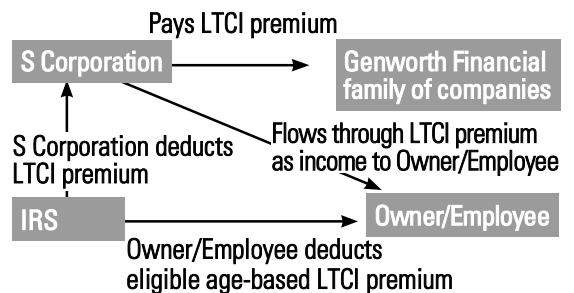 Pays LTCI premium
S Corporation
Genworth Financial
family of companies
S Corporation deducts
LTCI premium
Flows through LTCI premium
as income to Owner/Employee
IRS
Owner/Employee
Owner/Employee deducts
eligible age-based LTCI premium